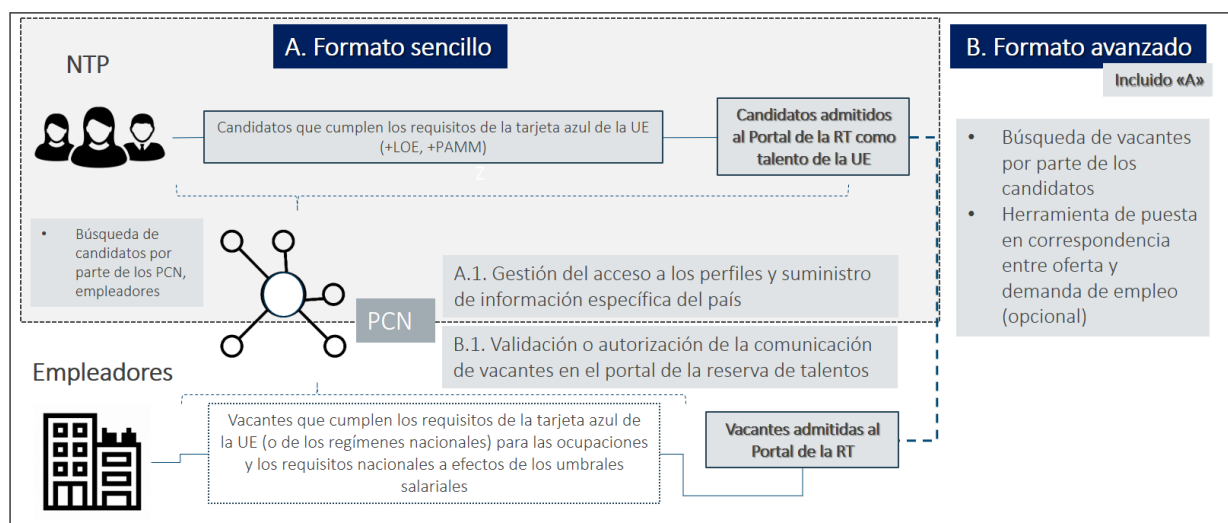 A. Formato sencillo
B. Formato avanzado
Incluido «A»
NTP
Candidatos que cumplen los requisitos de la tarjeta azul de la UE
(+LOE, +PAMM)
Z
Candidatos admitidos
al Portal de la RT como
talento de la UE
• Búsqueda de vacantes
por parte de los
candidatos
• Herramienta de puesta
en correspondencia
entre oferta y
demanda de empleo
(opcional)
• Búsqueda de
candidatos por
parte de los PCN,
empleadores
PCN
A.1. Gestión del acceso a los perfiles y suministro
de información específica del país
B.1. Validación o autorización de la comunicación
de vacantes en el portal de la reserva de talentos
Empleadores
Vacantes que cumplen los requisitos de la tarjeta azul de
la UE (o de los regímenes nacionales) para las ocupaciones
y los requisitos nacionales a efectos de los umbrales
salariales
Vacantes admitidas al
Portal de la RT